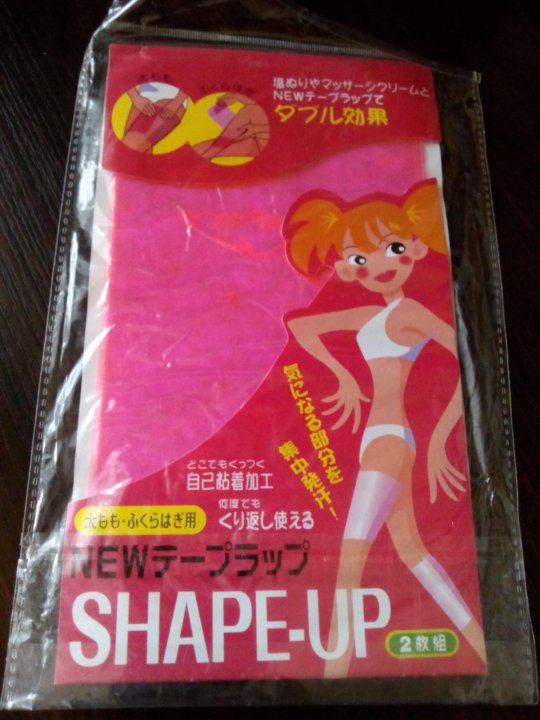 太もも
ふくらはぎ
塩ぬりやマッサージクリームと
NEWテープラップで
ダブル効果
気になる部分を
集中発汗!
どこでもくっつく
自己粘着加工
何度でも
くり返し使える
太もも・ふくらはぎ用
NEWテープラップ
SHAPE-UP
2枚組